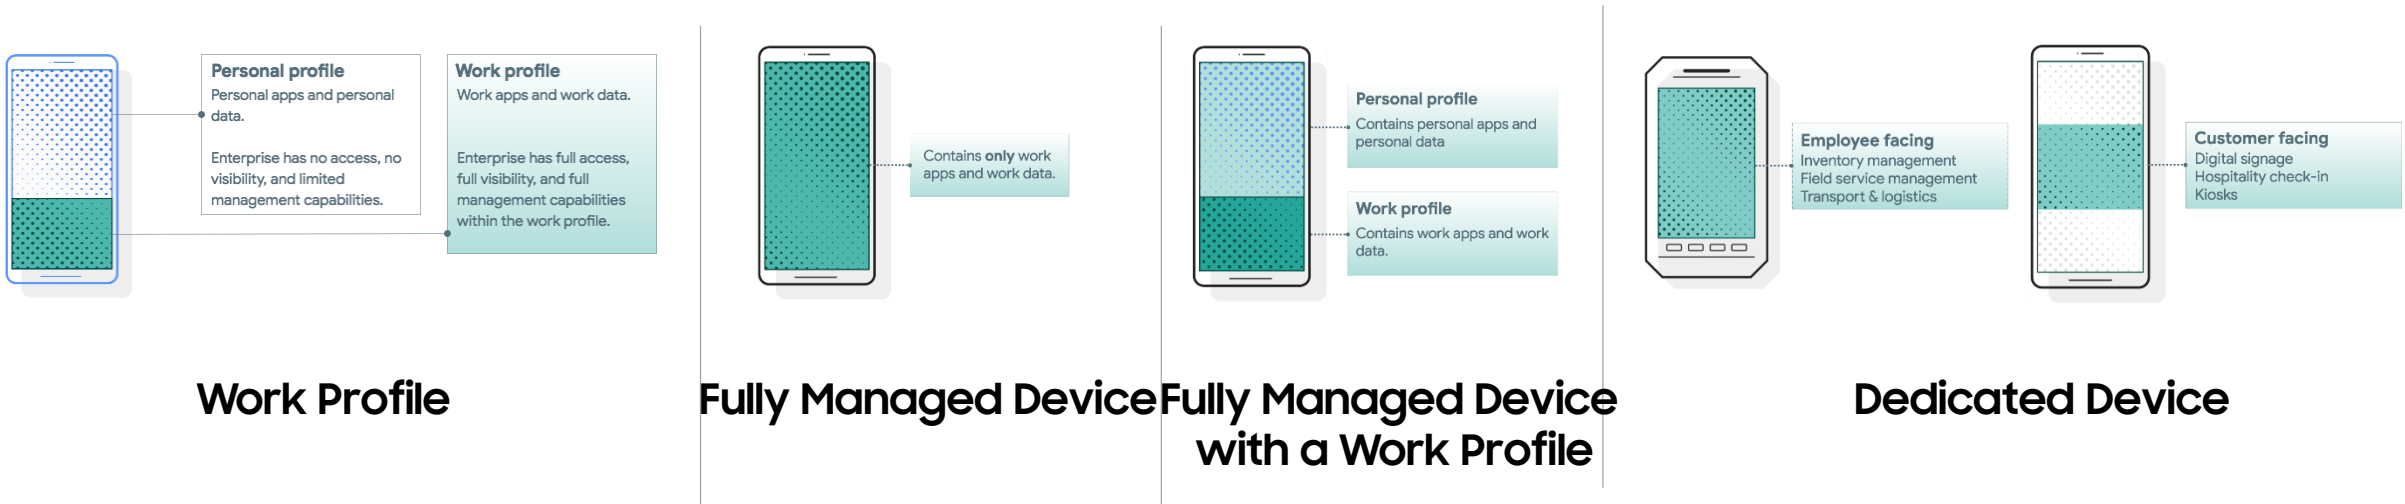 Personal profile
Personal apps and personal
data.
Enterprise has no access, no
visibility, and limited
management capabilities.
Work profile
Work apps and work data.
Enterprise has full access,
full visibility, and full
management capabilities
within the work profile.
Work Profile
Contains only work
apps and work data.
Fully Managed Device
Personal profile
Contains personal apps and
personal data
Work profile
Contains work apps and work
data.
Fully Managed Device
with a Work Profile
Employee facing
Inventory management
Field service management
Transport & logistics
Customer facing
Digital signage
Hospitality check-in
Kiosks
Dedicated Device